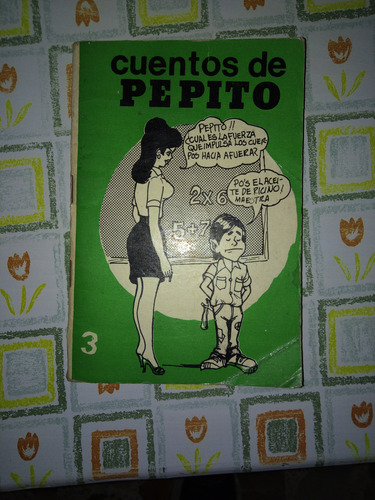 cuentos de
PEPITO
PEPITO!!
¿CUAL ES LA FUERZA
QUE IMPULSA LOS CUER
POS HACIA AFUERA?
POS EL ACEI-
TE DE RICINO!
MAESTRA
2x6
5+7
3